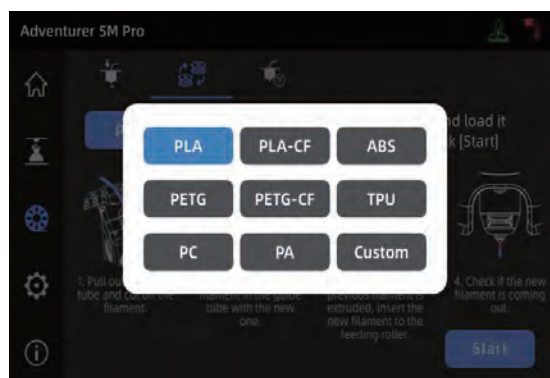 Adventurer 5M Pro
nd load it
k [Start]
PLA
PLA-CF
ABS
PETG
PETG-CF
TPU
PC
PA
Custom
1. Pull ou
tube and cut off the
filament.
filament in the guide
tube with the new
one.
previous filament is
extruded, insert the
new filament to the
feeding roller.
4. Check if the new
filament is coming
out.
Start